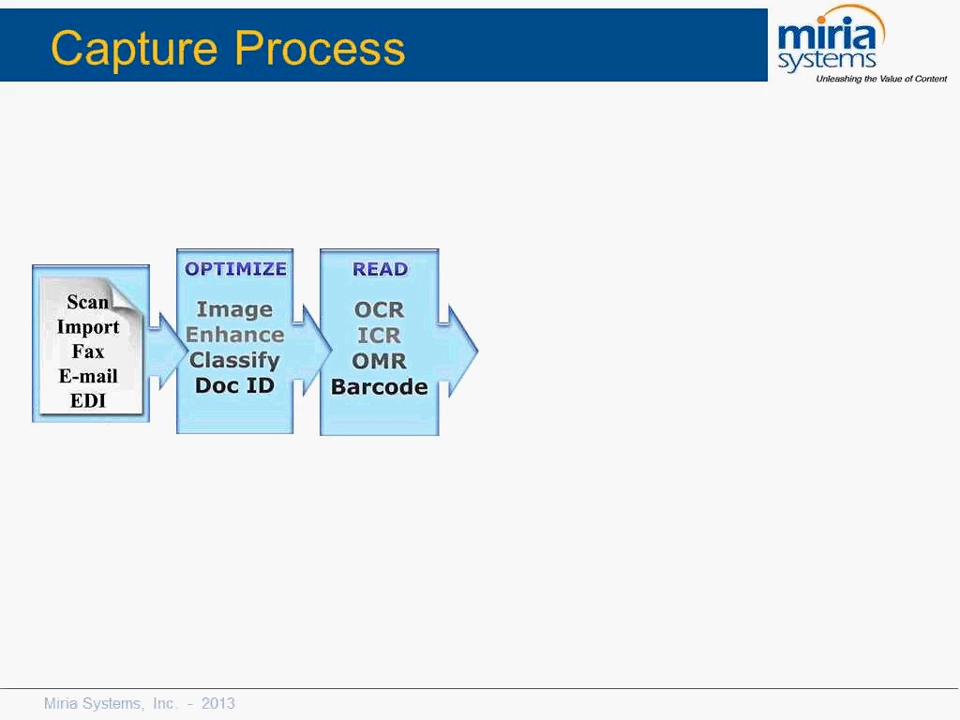 Capture Process
miria
systems
Unleashing the Value of Content
Scan
Import
Fax
E-mail
EDI
OPTIMIZE
Image
Enhance
Classify
Doc ID
READ
OCR
ICR
OMR
Barcode
Miria Systems, Inc. - 2013